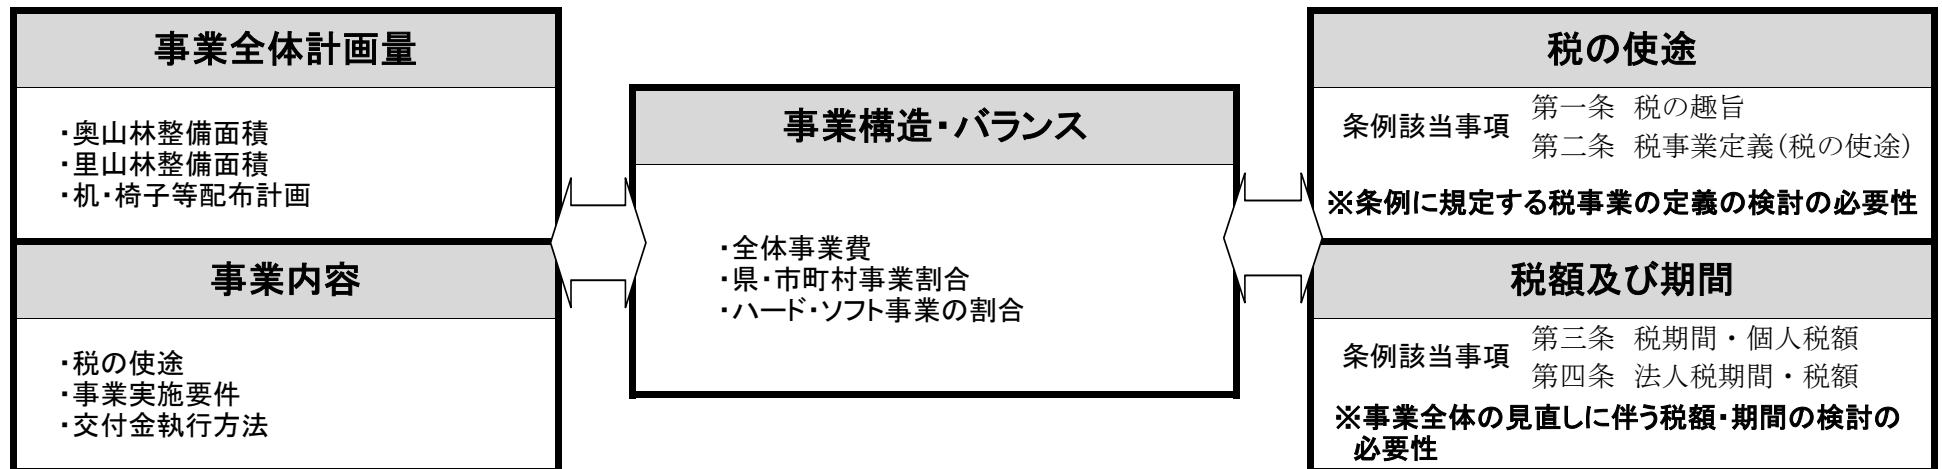 事業全体計画量
・奥山林整備面積
・里山林整備面積
・机・椅子等配布計画
事業内容
・税の使途
・事業実施要件
・交付金執行方法
事業構造・バランス
・全体事業費
・県・市町村事業割合
・ハード・ソフト事業の割合
税の使途
条例該当事項
第一条 税の趣旨
第二条 税事業定義(税の使途)
※条例に規定する税事業の定義の検討の必要性
税額及び期間
条例該当事項
第三条 税期間・個人税額
第四条 法人税期間・税額
※事業全体の見直しに伴う税額・期間の検討の
必要性